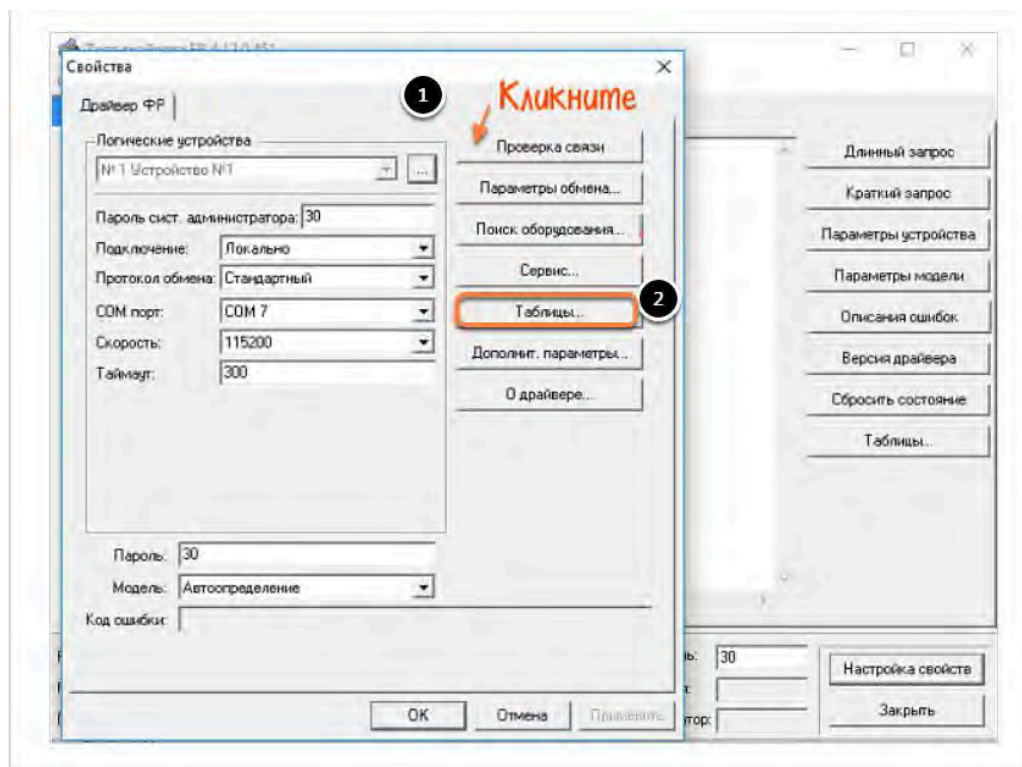 Свойства
1
Кликните
Драйвер ФР
Логические устройства
№ 1 Устройство №1
...
Пароль сист. администратора: 30
Подключение: Локально
Протокол обмена: Стандартный
COM порт: COM 7
Скорость: 115200
Таймаут: 300
Проверка связи
Параметры обмена...
Поиск оборудования...
Сервис...
Таблицы...
2
Дополнит. параметры...
О драйвере...
Пароль: 30
Модель: Автоопределение
Код ошибки:
OK
Отмена
Применить
Длинный запрос
Краткий запрос
Параметры устройства
Параметры модели
Описания ошибок
Версия драйвера
Сбросить состояние
Таблицы...
ь: 30
тор:
Настройка свойств
Закрыть